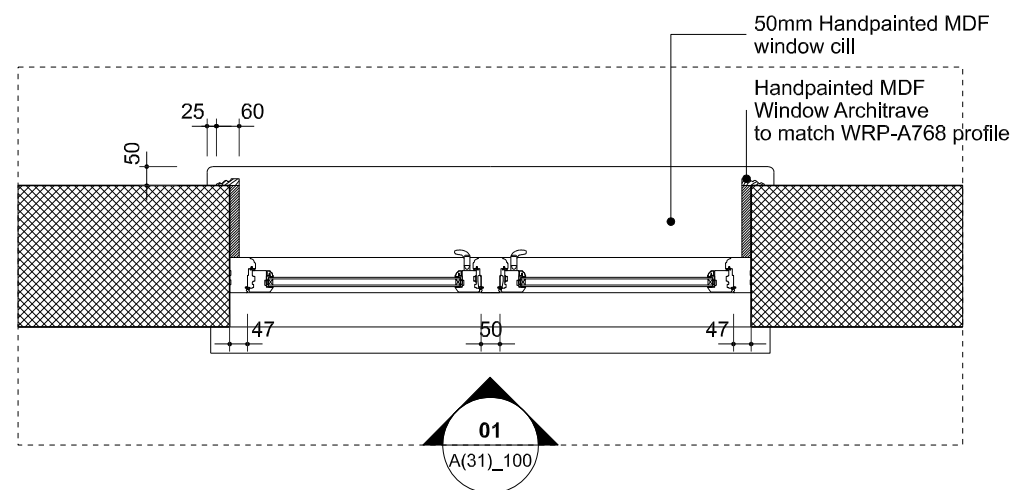 50mm Handpainted MDF
window cill
Handpainted MDF
Window Architrave
to match WRP-A768 profile
25
60
50
47
50
47
01
A(31)_100